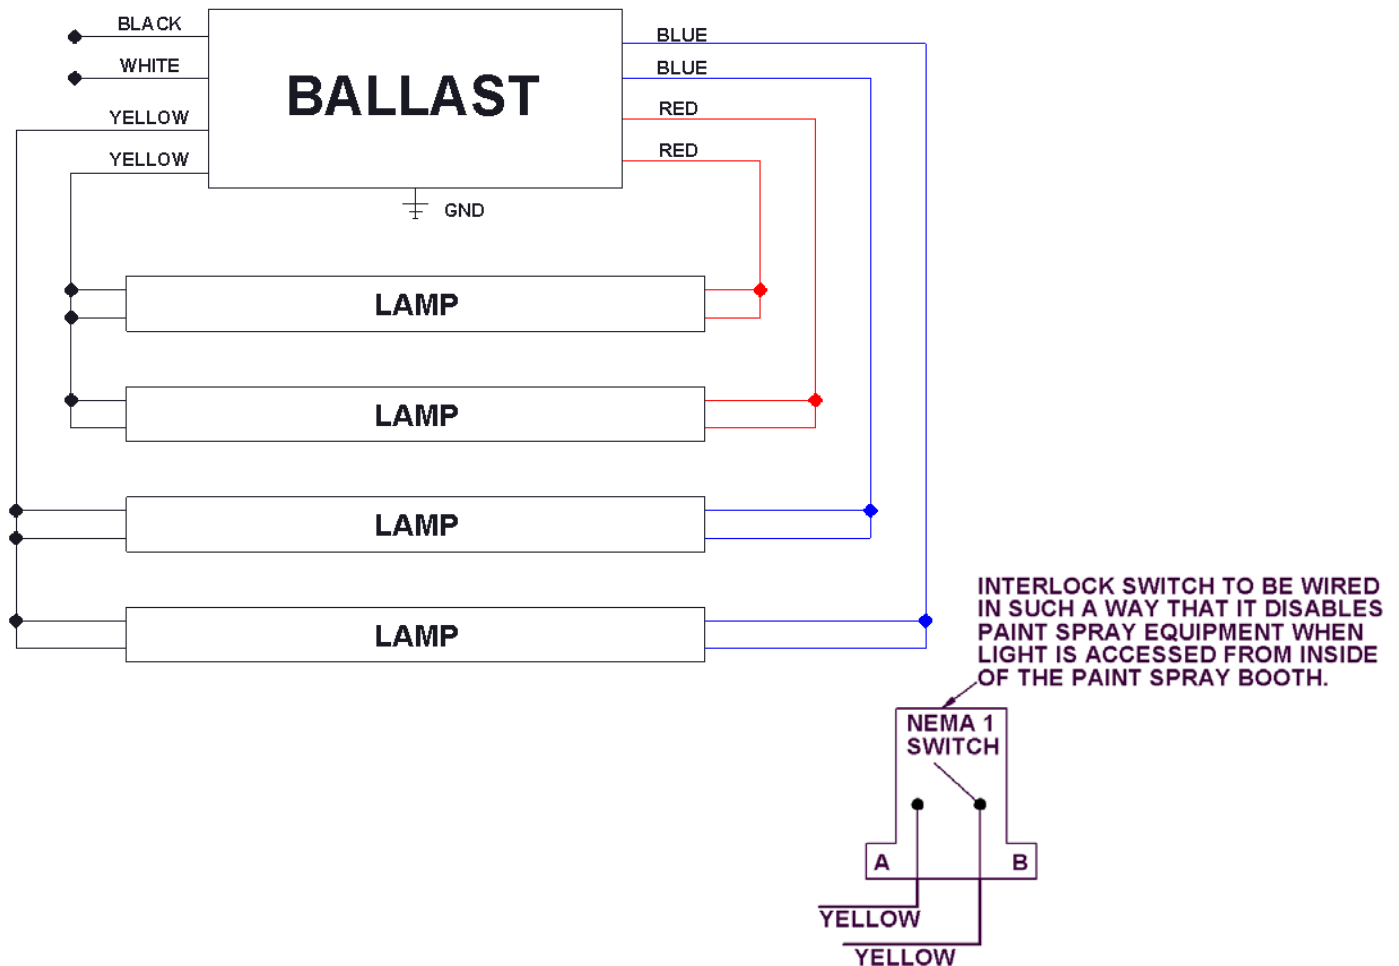 BLACK
WHITE
YELLOW
YELLOW
BALLAST
BLUE
BLUE
RED
RED
GND
LAMP
LAMP
LAMP
LAMP
INTERLOCK SWITCH TO BE WIRED
IN SUCH A WAY THAT IT DISABLES
PAINT SPRAY EQUIPMENT WHEN
LIGHT IS ACCESSED FROM INSIDE
OF THE PAINT SPRAY BOOTH.
NEMA 1
SWITCH
A
B
YELLOW
YELLOW